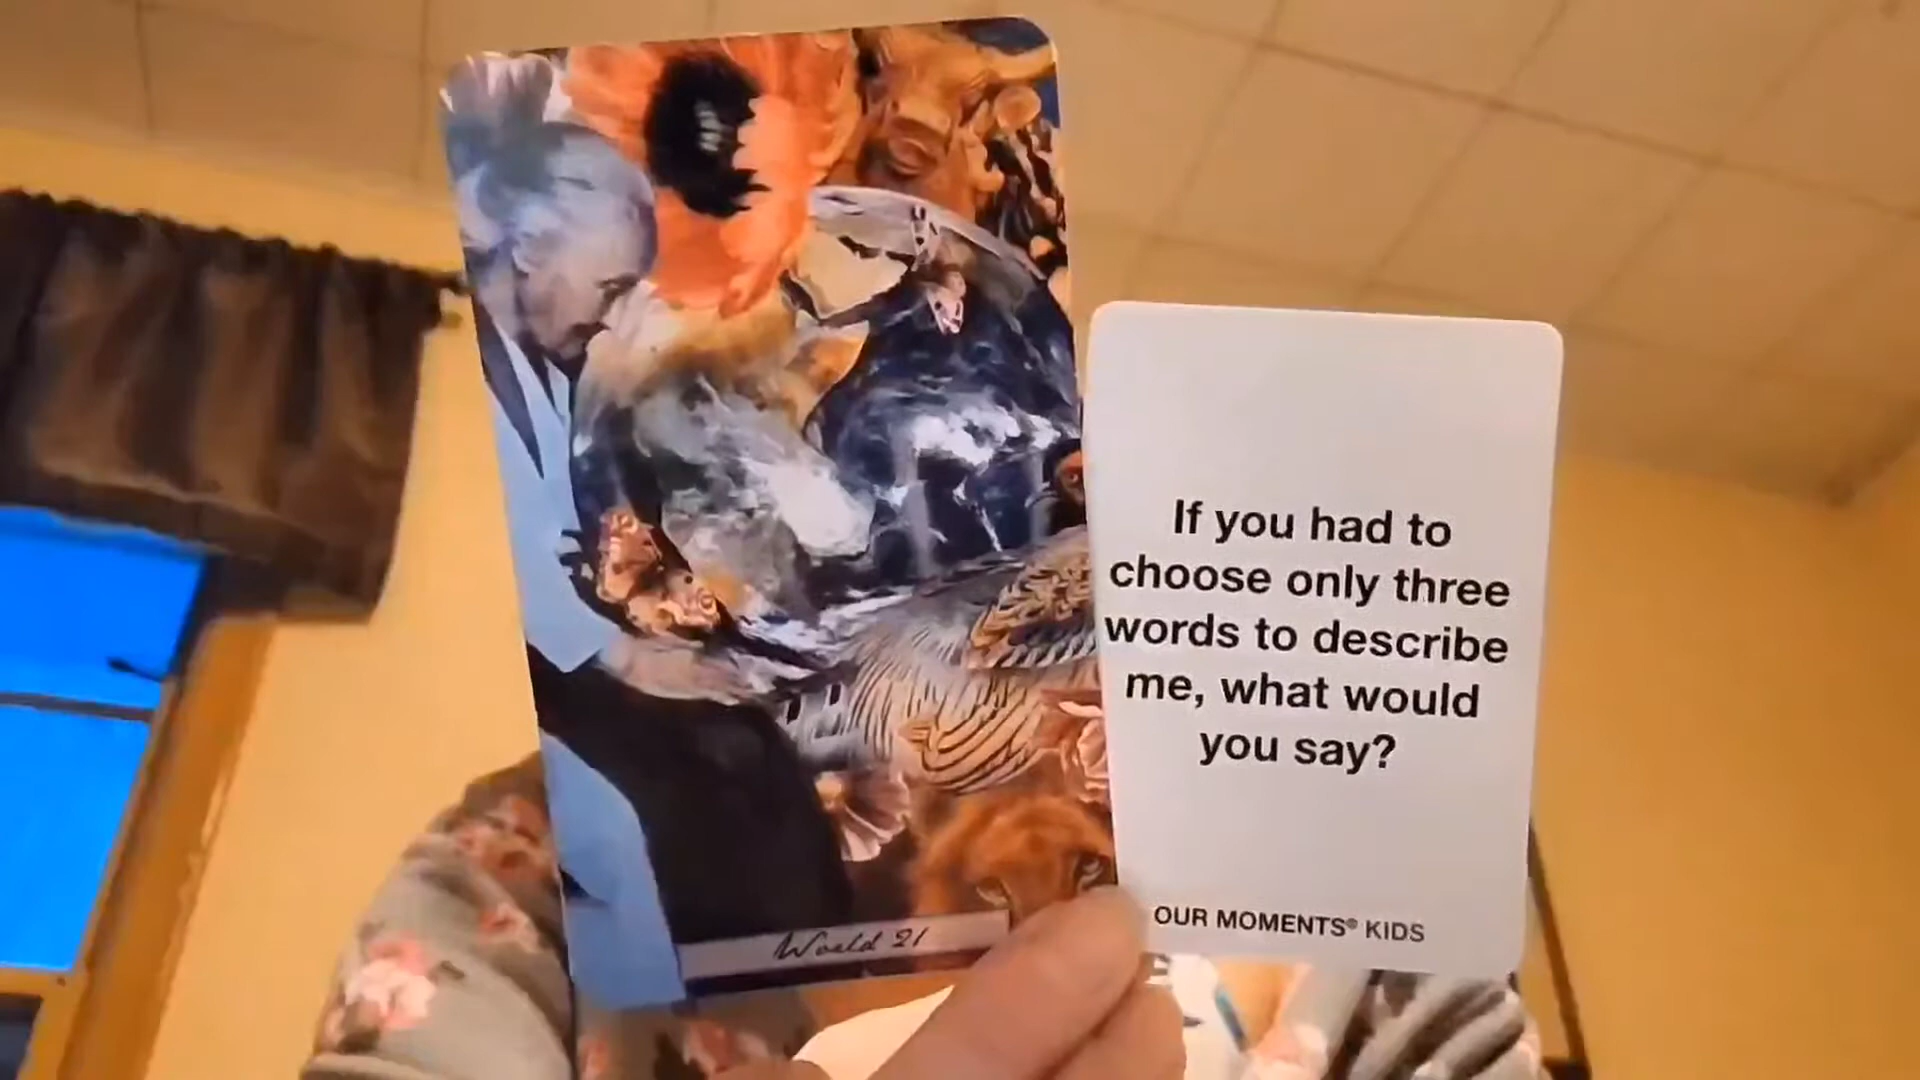 World 21
If you had to
choose only three
words to describe
me, what would
you say?
OUR MOMENTS® KIDS